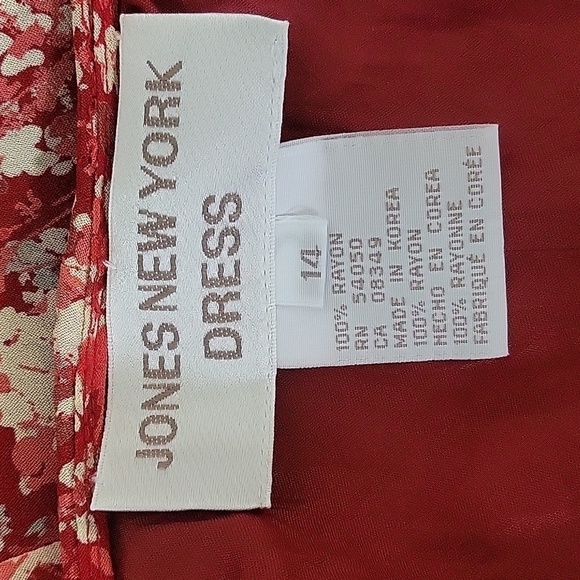 JONES NEW YORK
DRESS
14
100% RAYON
RN 54050
CA 08349
MADE IN KOREA
100% RAYON
HECHO EN COREA
100% RAYONNE
FABRIQUÉ EN CORÉE